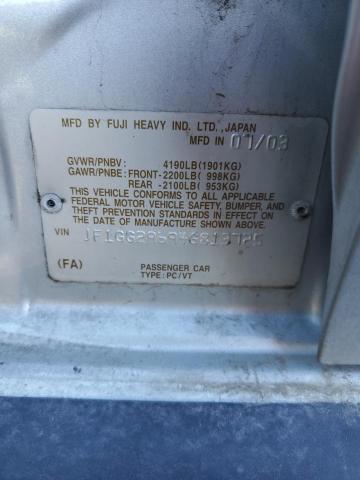 MFD BY FUJI HEAVY IND. LTD.,JAPAN
MFD IN 07/03
GVWR/PNBV: 4190LB(1901KG)
GAWR/PNBE: FRONT-2200LB( 998KG)
REAR -2100LB( 953KG)
THIS VEHICLE CONFORMS TO ALL APPLICABLE
FEDERAL MOTOR VEHICLE SAFETY, BUMPER, AND
THEFT PREVENTION STANDARDS IN EFFECT ON
THE DATE OF MANUFACTURE SHOWN ABOVE.
VIN
(FA) PASSENGER CAR
TYPE:PC/VT